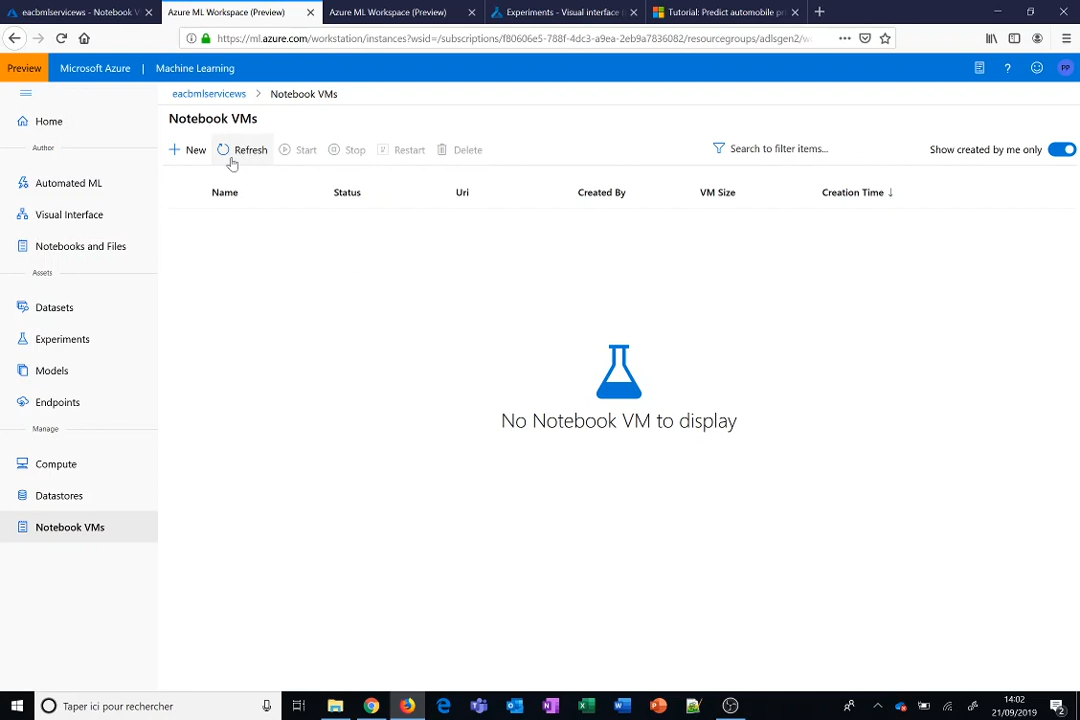 eacbmlservicews - Notebook V
Azure ML Workspace (Preview)
Azure ML Workspace (Preview)
Experiments - Visual interface (
Tutorial: Predict automobile pri
https://ml.azure.com/workstation/instances?wsid=/subscriptions/f80606e5-788f-4dc3-a9ea-2eb9a7836082/resourcegroups/adlsgen2/w
Preview
Microsoft Azure | Machine Learning
PP
eacbmlservicews > Notebook VMs
Notebook VMs
New
Refresh
Start
Stop
Restart
Delete
Search to filter items...
Show created by me only
Name
Status
Uri
Created By
VM Size
Creation Time ↓
No Notebook VM to display
Home
Author
Automated ML
Visual Interface
Notebooks and Files
Assets
Datasets
Experiments
Models
Endpoints
Manage
Compute
Datastores
Notebook VMs
Taper ici pour rechercher
14:02
21/09/2019
2